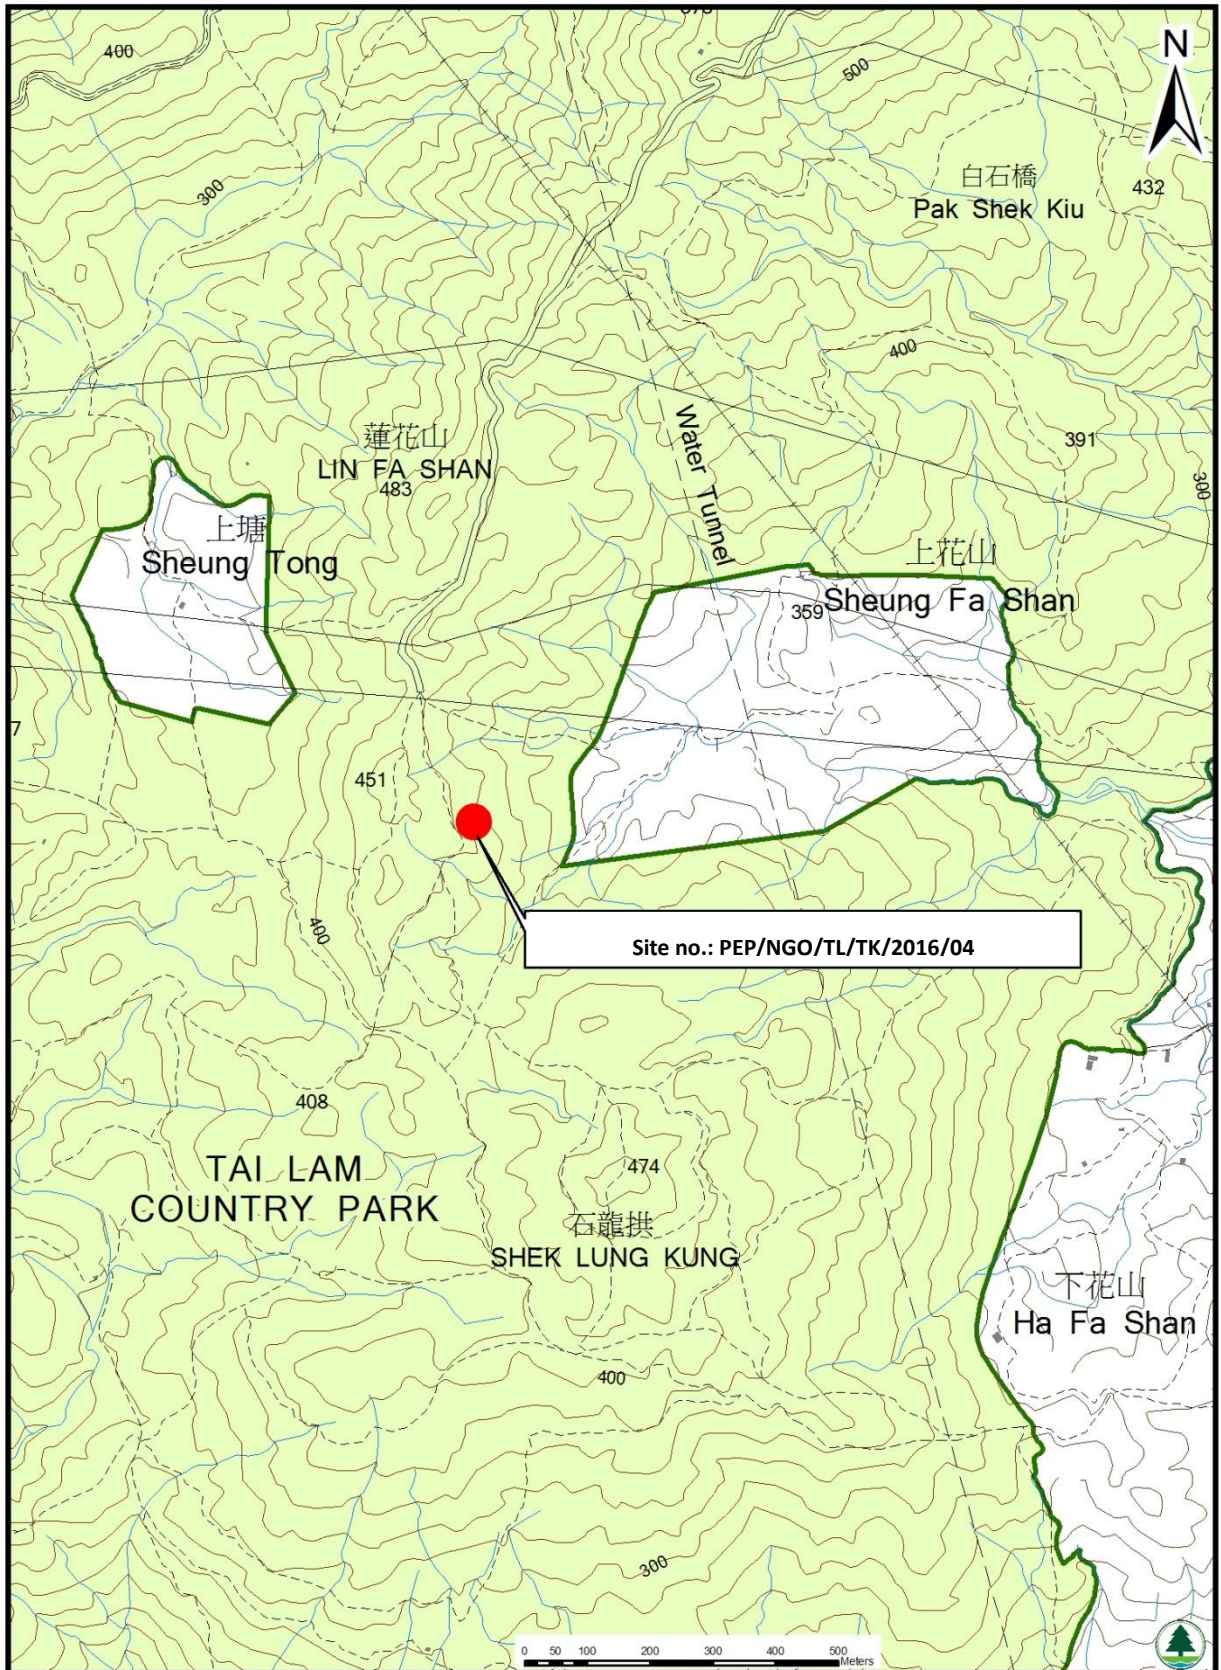 400
500
N
300
白石橋
Pak Shek Kiu
432
400
蓮花山
LIN FA SHAN
483
Water Tunnel
391
300
上塘
Sheung Tong
上花山
Sheung Fa Shan
359
7
451
400
Site no.: PEP/NGO/TL/TK/2016/04
408
TAI LAM
COUNTRY PARK
474
石龍拱
SHEK LUNG KUNG
下花山
Ha Fa Shan
400
300
0 50 100 200 300 400 500
Meters